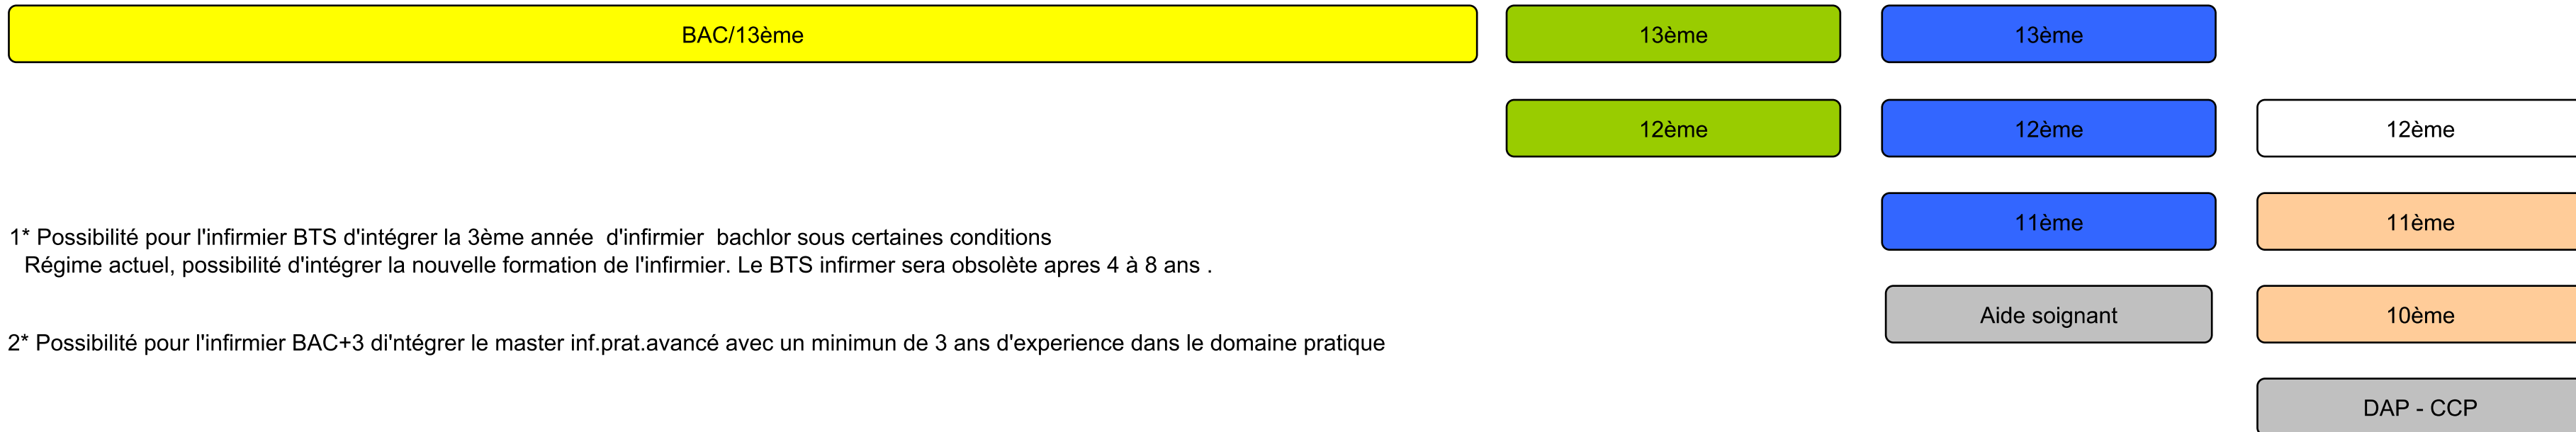 BAC/13ème
13ème
13ème
12ème
12ème
12ème
11ème
11ème
1* Possibilité pour l'infirmier BTS d'intégrer la 3ème année  d'infirmier  bachlor sous certaines conditions
Régime actuel, possibilité d'intégrer la nouvelle formation de l'infirmier. Le BTS infirmer sera obsolète apres 4 à 8 ans .
Aide soignant
10ème
2* Possibilité pour l'infirmier BAC+3 di'ntégrer le master inf.prat.avancé avec un minimun de 3 ans d'experience dans le domaine pratique
DAP - CCP